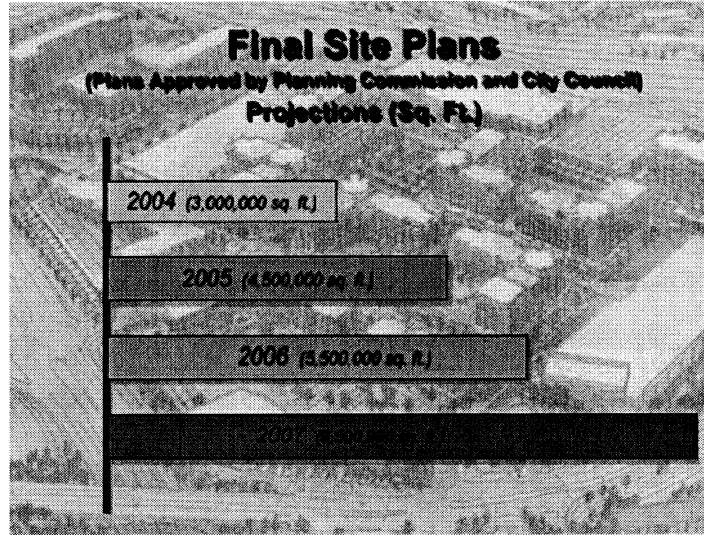 Final Site Plans
(Plans Approved by Planning Commission and City Council)
Projections (Sq. Ft.)
2004 (3,000,000 sq. ft.)
2005 (4,500,000 sq. ft.)
2006 (5,500,000 sq. ft.)
2007